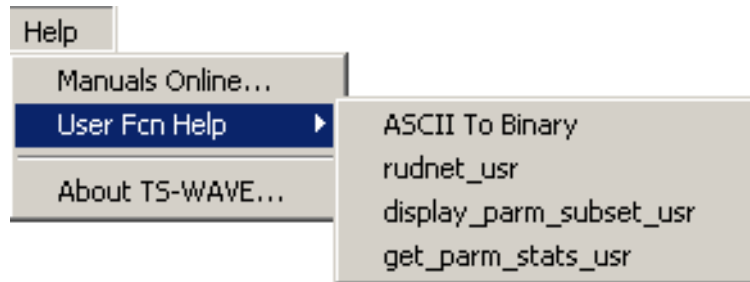 Help
Manuals Online...
User Fcn Help
About TS-WAVE...
ASCII To Binary
rudnet_usr
display_parm_subset_usr
get_parm_stats_usr